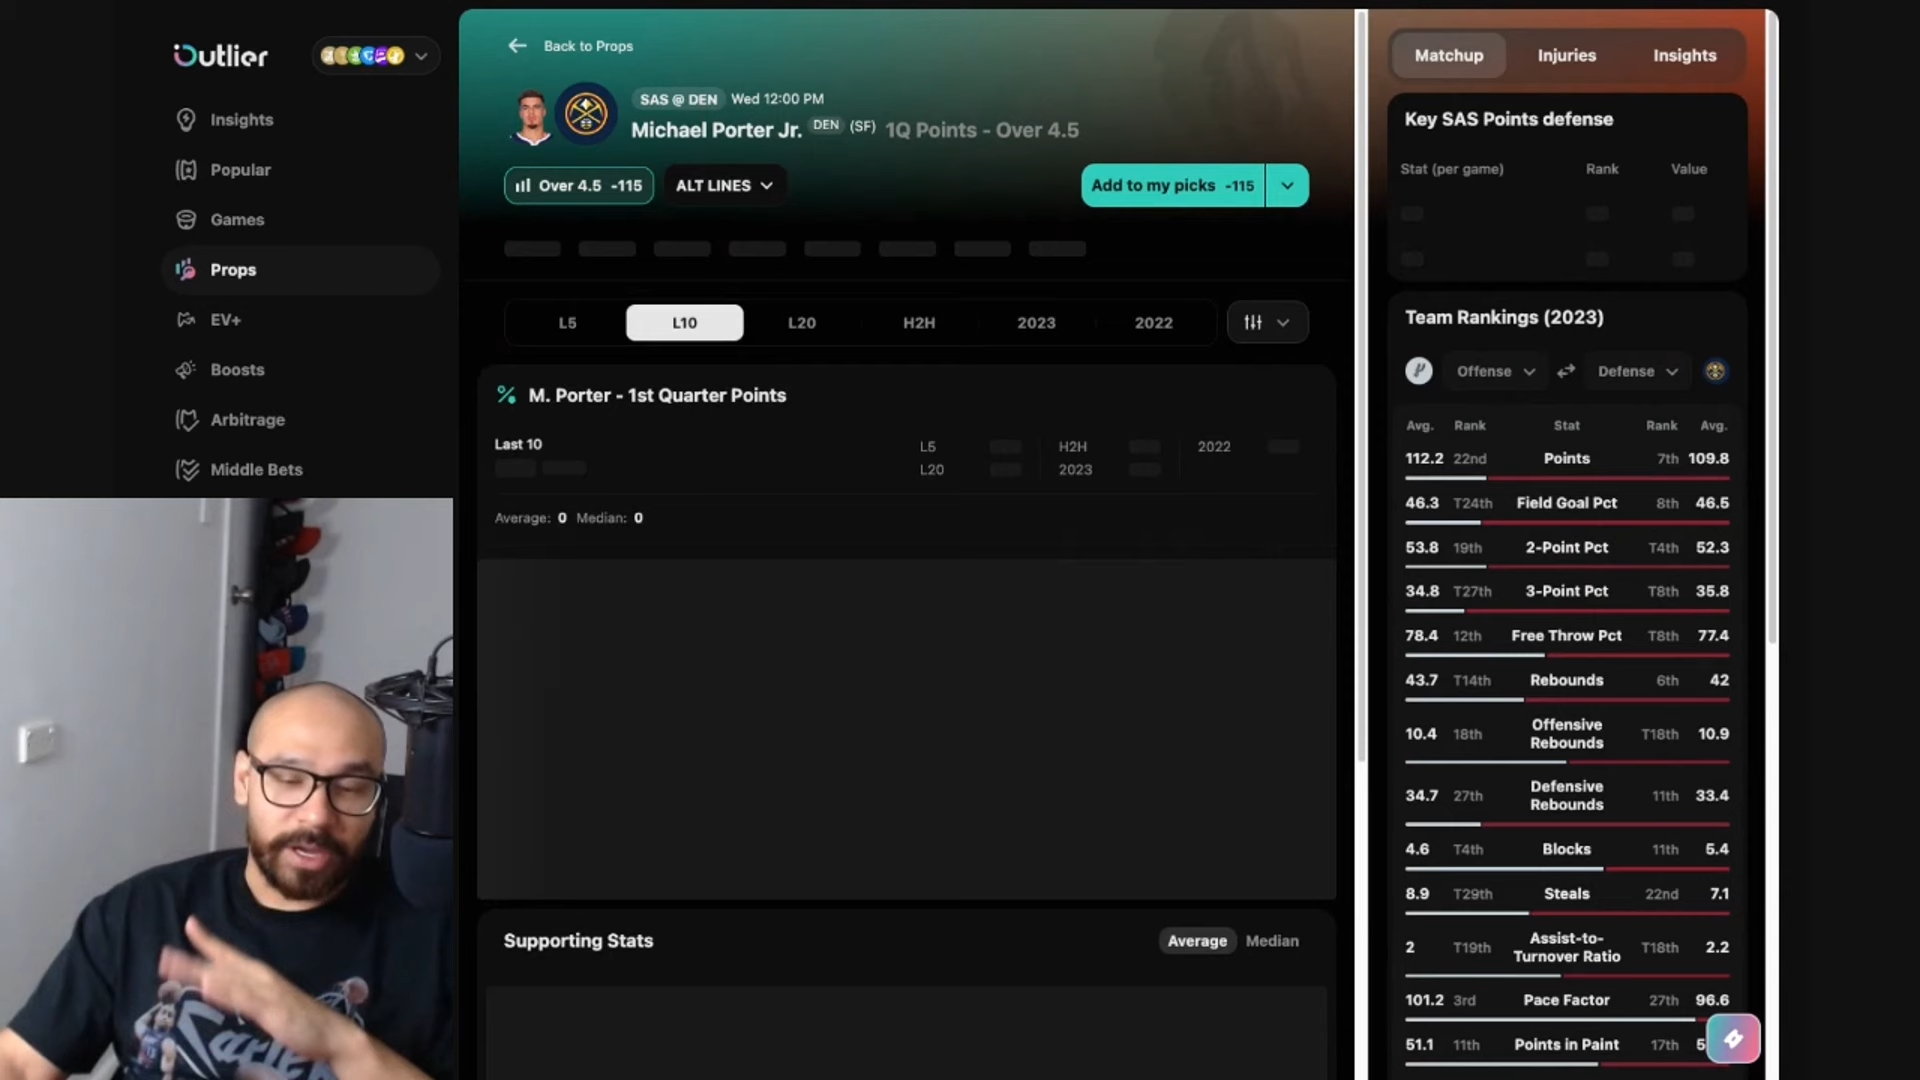 Outlier
Insights
Popular
Games
Props
EV+
Boosts
Arbitrage
Middle Bets
Back to Props
SAS @ DEN Wed 12:00 PM
Michael Porter Jr. DEN (SF) 1Q Points - Over 4.5
Over 4.5 -115
ALT LINES
Add to my picks -115
L5 L10 L20 H2H 2023 2022
M. Porter - 1st Quarter Points
Last 10
L5 H2H 2022
L20 2023
Average: 0 Median: 0
Supporting Stats
Average Median
Matchup Injuries Insights
Key SAS Points defense
Stat (per game) Rank Value
Team Rankings (2023)
Offense Defense
Avg. Rank Stat Rank Avg.
112.2 22nd Points 7th 109.8
46.3 T24th Field Goal Pct 8th 46.5
53.8 19th 2-Point Pct T4th 52.3
34.8 T27th 3-Point Pct T8th 35.8
78.4 12th Free Throw Pct T8th 77.4
43.7 T14th Rebounds 6th 42
10.4 18th Offensive Rebounds T18th 10.9
34.7 27th Defensive Rebounds 11th 33.4
4.6 T4th Blocks 11th 5.4
8.9 T29th Steals 22nd 7.1
2 T19th Assist-to-Turnover Ratio T18th 2.2
101.2 3rd Pace Factor 27th 96.6
51.1 11th Points in Paint 17th